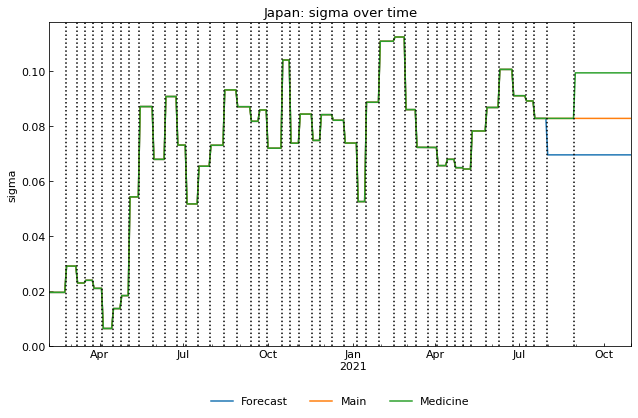 Japan: sigma over time
sigma
0.10
0.08
0.06
0.04
0.02
0.00
Apr Jul Oct Jan Apr Jul Oct
2021
Forecast Main Medicine